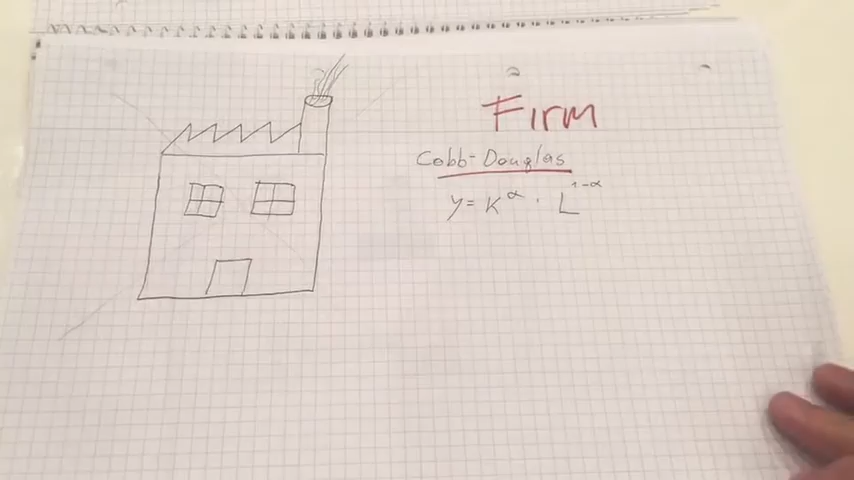 Firm
Cobb-Douglas
y = K^α · L^1-α